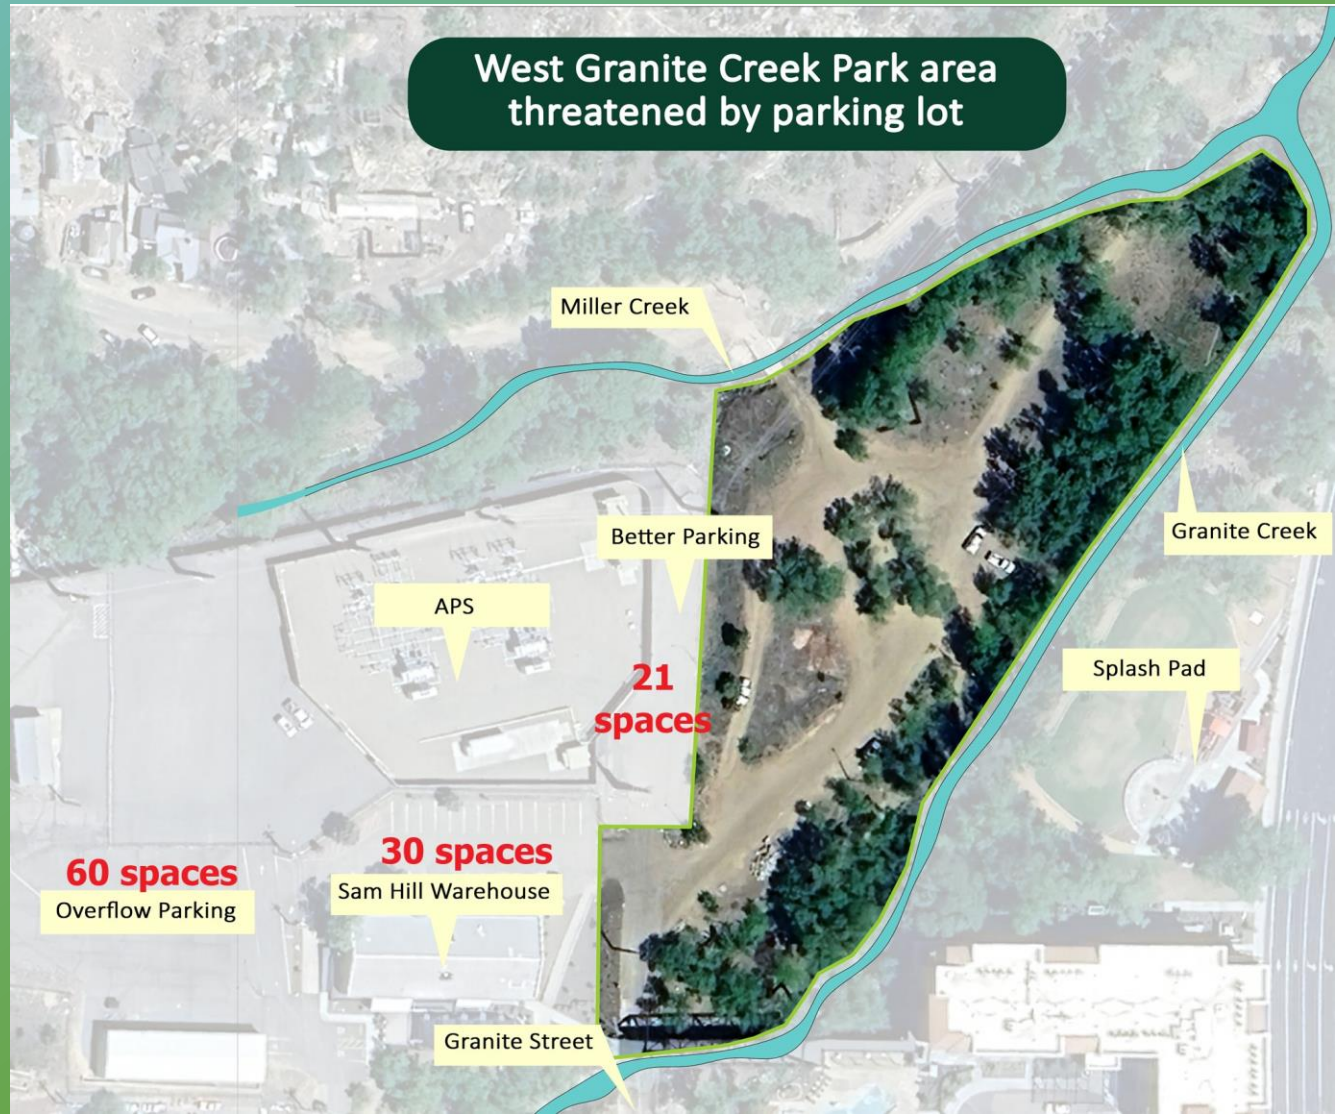 West Granite Creek Park area
threatened by parking lot
Miller Creek
Better Parking
Granite Creek
APS
Splash Pad
21
spaces
30 spaces
60 spaces
Sam Hill Warehouse
Overflow Parking
Granite Street